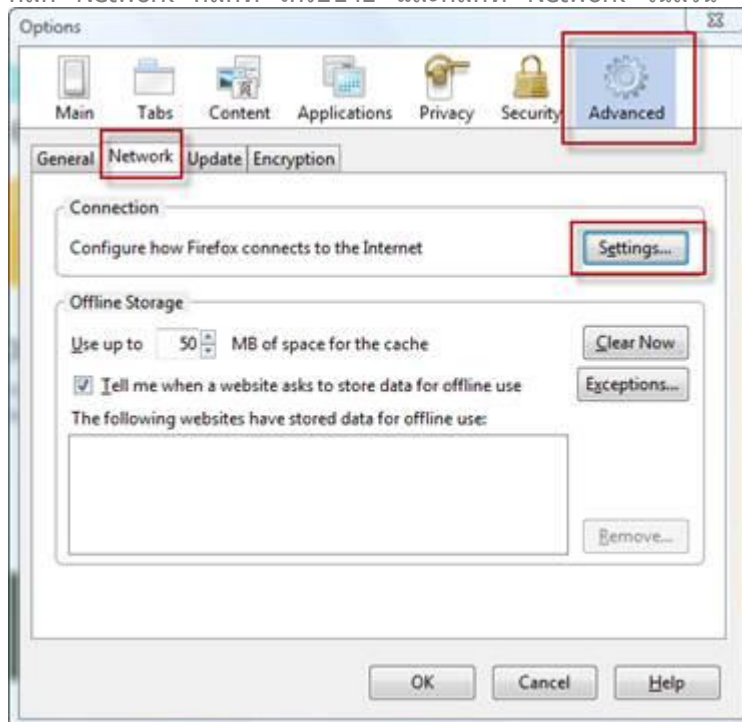 Options
Main Tabs Content Applications Privacy Security Advanced
General Network Update Encryption
Connection
Configure how Firefox connects to the Internet Settings...
Offline Storage
Use up to 50 MB of space for the cache Clear Now
Tell me when a website asks to store data for offline use Exceptions...
The following websites have stored data for offline use:
Remove...
OK Cancel Help